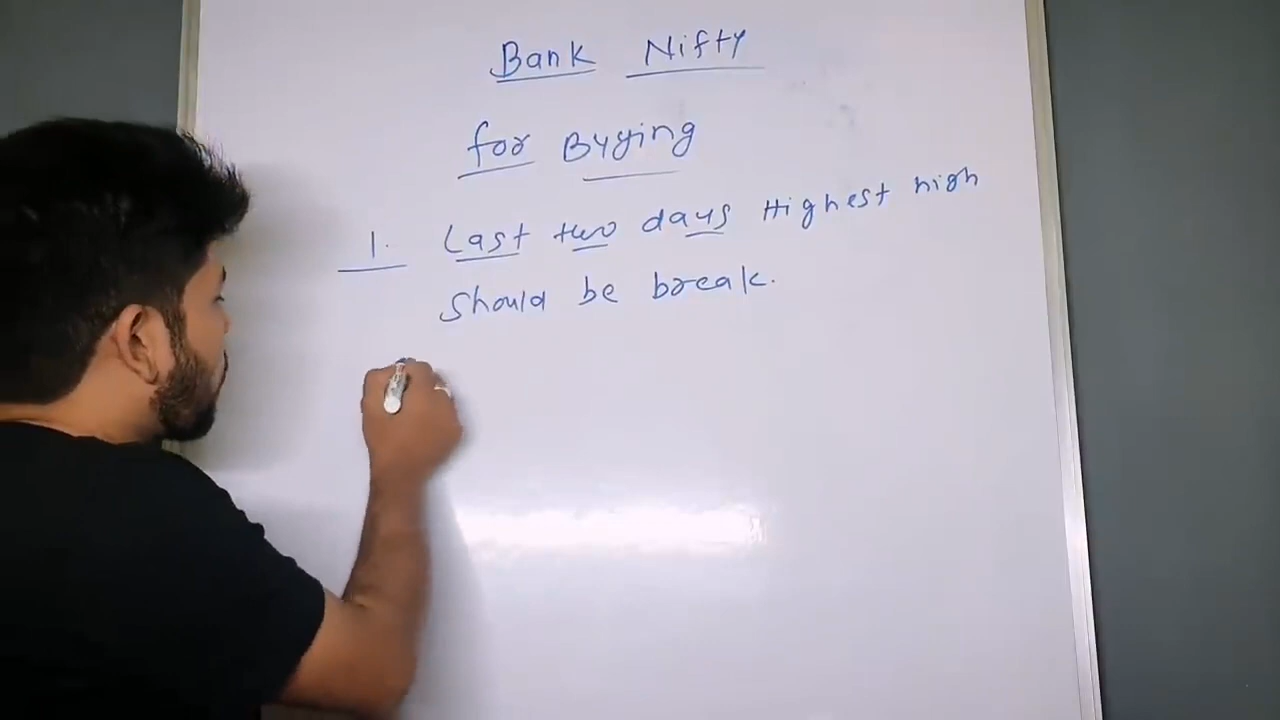 Bank Nifty
for Buying
1. Last two days Highest high
should be break.